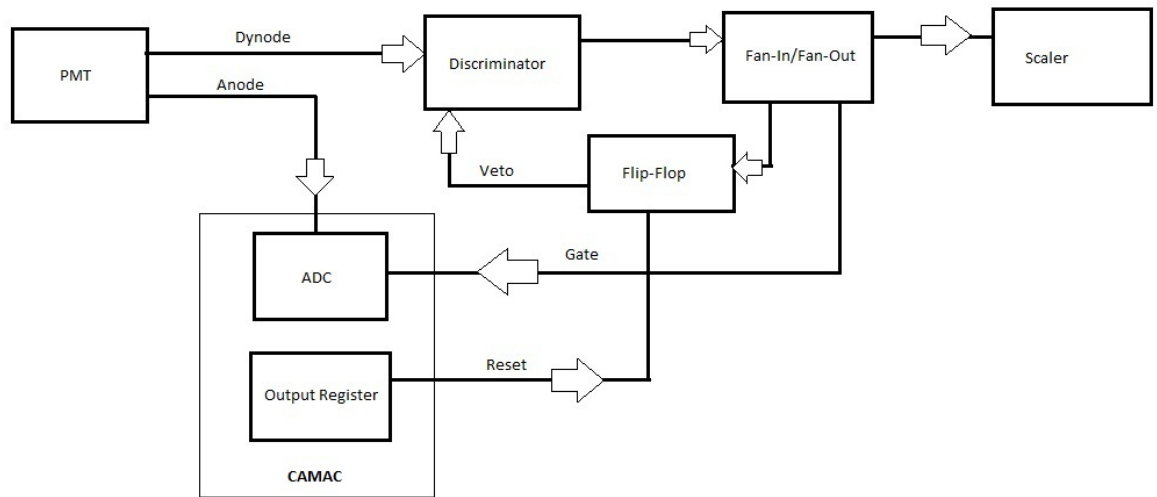 PMT
Dynode
Anode
Discriminator
Fan-In/Fan-Out
Scaler
Veto
Flip-Flop
ADC
Gate
Output Register
Reset
CAMAC